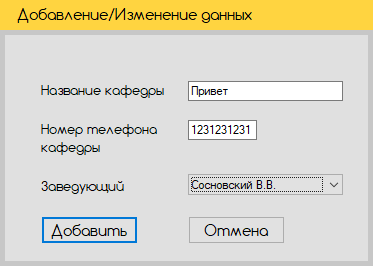 Добавление/Изменение данных
Название кафедры Привет
Номер телефона 1231231231
кафедры
Заведующий Сосновский В.В.
Добавить Отмена